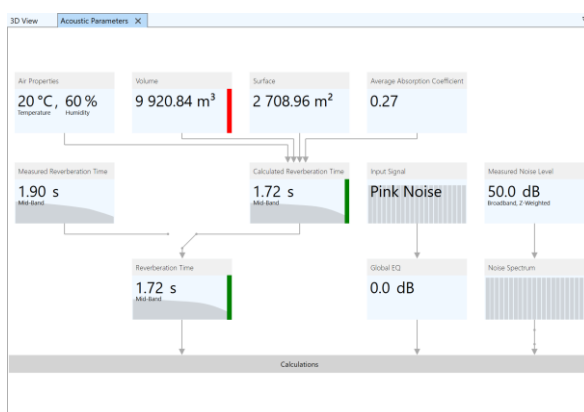 3D View
Acoustic Parameters
Air Properties
20 °C, 60 %
Temperature Humidity
Volume
9 920.84 m³
Surface
2 708.96 m²
Average Absorption Coefficient
0.27
Measured Reverberation Time
1.90 s
Mid-Band
Calculated Reverberation Time
1.72 s
Mid-Band
Input Signal
Pink Noise
Measured Noise Level
50.0 dB
Broadband, Z-Weighted
Reverberation Time
1.72 s
Mid-Band
Global EQ
0.0 dB
Noise Spectrum
Calculations